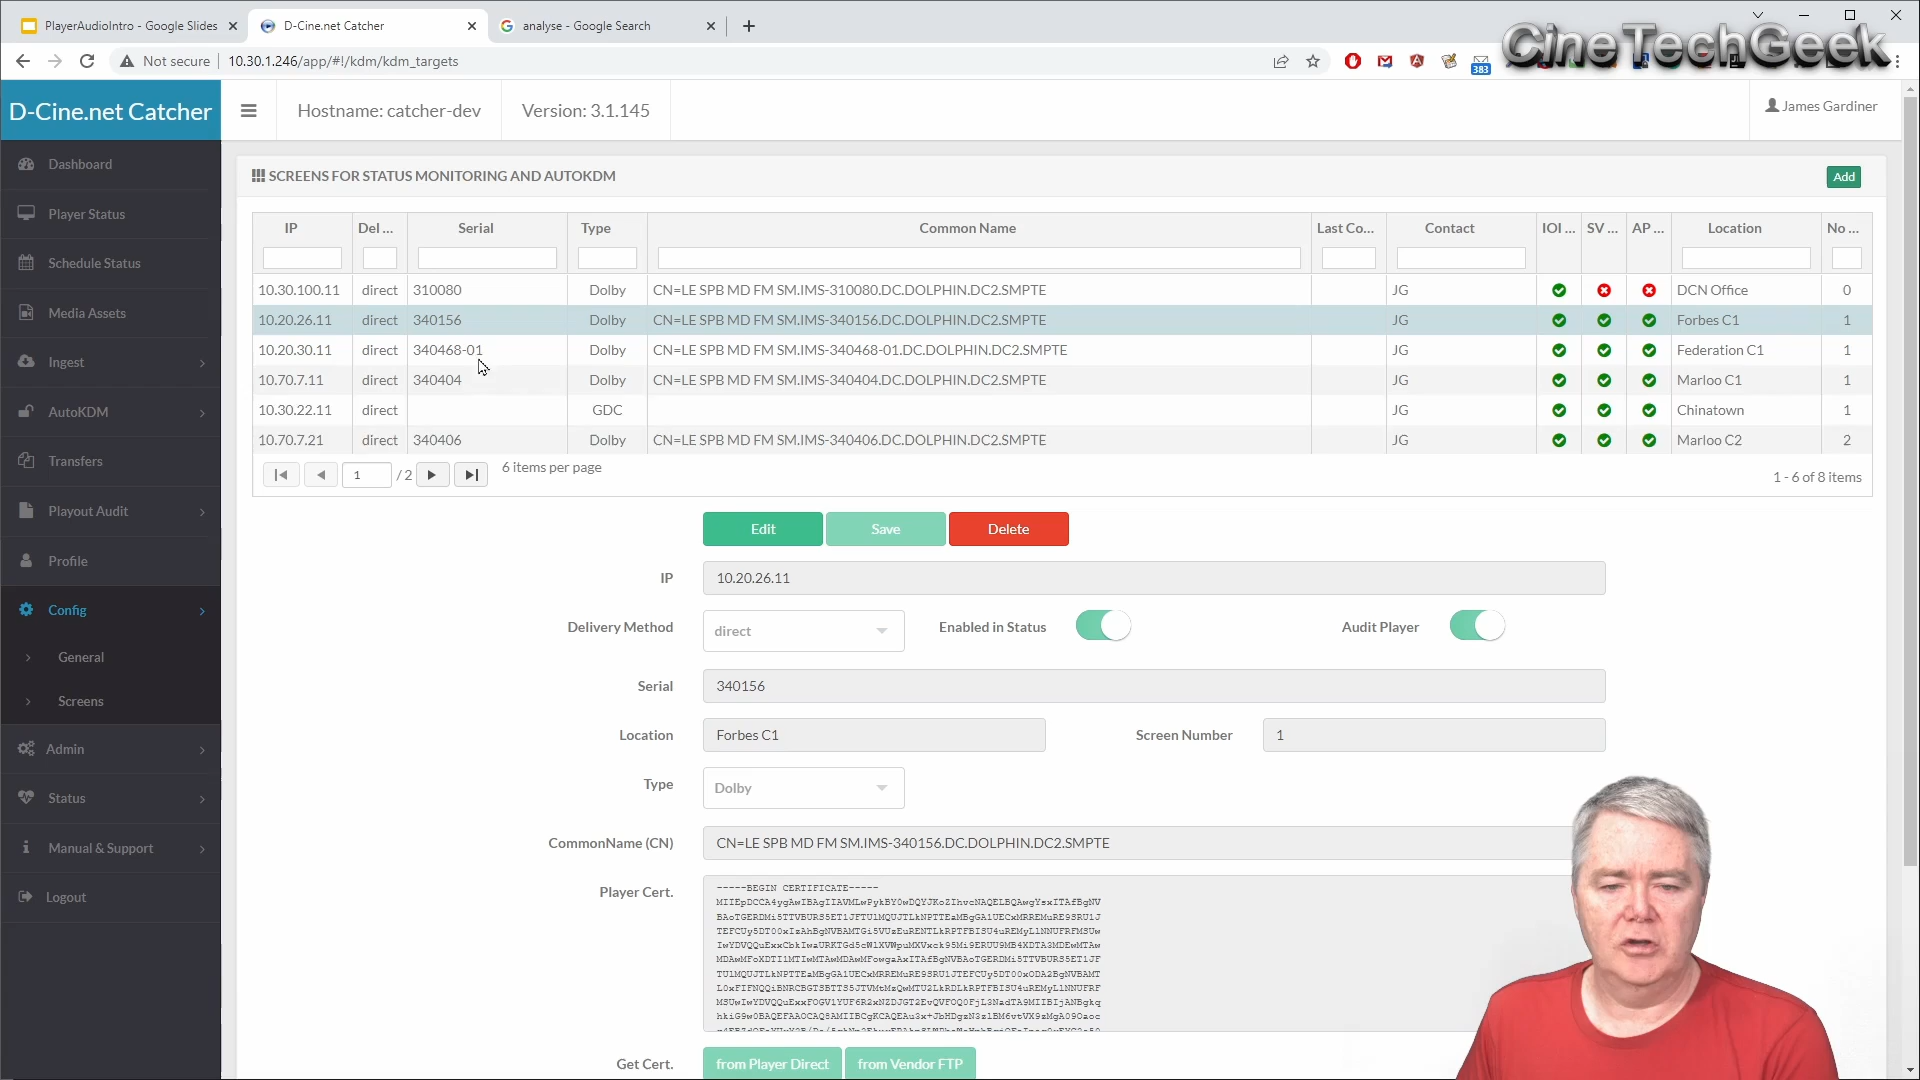 PlayerAudioIntro - Google Slides
D-Cine.net Catcher
analyse - Google Search
Not secure
10.30.1.246/app/#!/kdm/kdm_targets
383
CineTechGeek
D-Cine.net Catcher
Hostname: catcher-dev
Version: 3.1.145
James Gardiner
Dashboard
Player Status
Schedule Status
Media Assets
Ingest
AutoKDM
Transfers
Playout Audit
Profile
Config
General
Screens
Admin
Status
Manual & Support
Logout
SCREENS FOR STATUS MONITORING AND AUTOKDM
Add
IP Del ... Serial Type Common Name Last Co... Contact IOI ... SV ... AP ... Location No ...
10.30.100.11 direct 310080 Dolby CN=LE SPB MD FM SM.IMS-310080.DC.DOLPHIN.DC2.SMPTE JG DCN Office 0
10.20.26.11 direct 340156 Dolby CN=LE SPB MD FM SM.IMS-340156.DC.DOLPHIN.DC2.SMPTE JG Forbes C1 1
10.20.30.11 direct 340468-01 Dolby CN=LE SPB MD FM SM.IMS-340468-01.DC.DOLPHIN.DC2.SMPTE JG Federation C1 1
10.70.7.11 direct 340404 Dolby CN=LE SPB MD FM SM.IMS-340404.DC.DOLPHIN.DC2.SMPTE JG Marloo C1 1
10.30.22.11 direct GDC JG Chinatown 1
10.70.7.21 direct 340406 Dolby CN=LE SPB MD FM SM.IMS-340406.DC.DOLPHIN.DC2.SMPTE JG Marloo C2 2
1 / 2 6 items per page 1 - 6 of 8 items
Edit Save Delete
IP 10.20.26.11
Delivery Method direct Enabled in Status Audit Player
Serial 340156
Location Forbes C1 Screen Number 1
Type Dolby
CommonName (CN) CN=LE SPB MD FM SM.IMS-340156.DC.DOLPHIN.DC2.SMPTE
Player Cert. -----BEGIN CERTIFICATE-----
Get Cert. from Player Direct from Vendor FTP